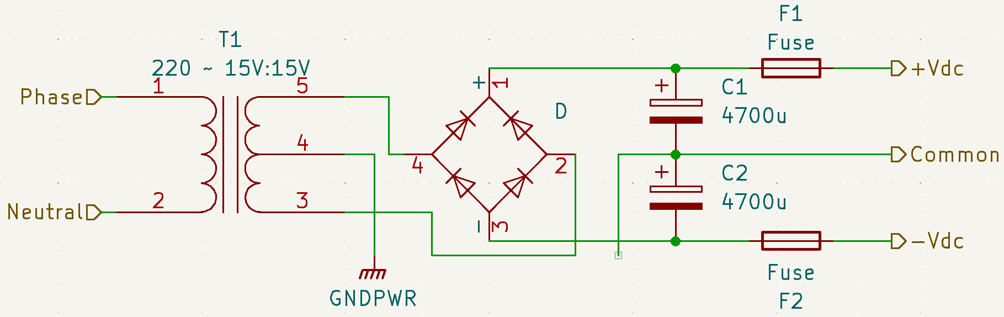 F1
Fuse
T1
220 ~ 15V:15V
Phase
1
5
+
1
+
C1
4700u
+Vdc
D
4
4
2
Common
+
C2
4700u
Neutral
2
3
−
3
−Vdc
GNDPWR
Fuse
F2